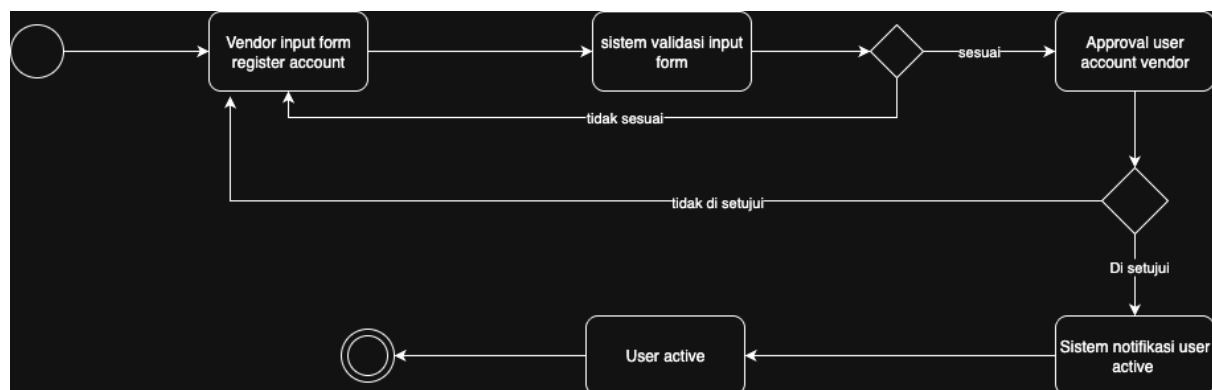 Vendor input form
register account
sistem validasi input
form
sesuai
Approval user
account vendor
tidak sesuai
tidak di setujui
Di setujui
User active
Sistem notifikasi user
active